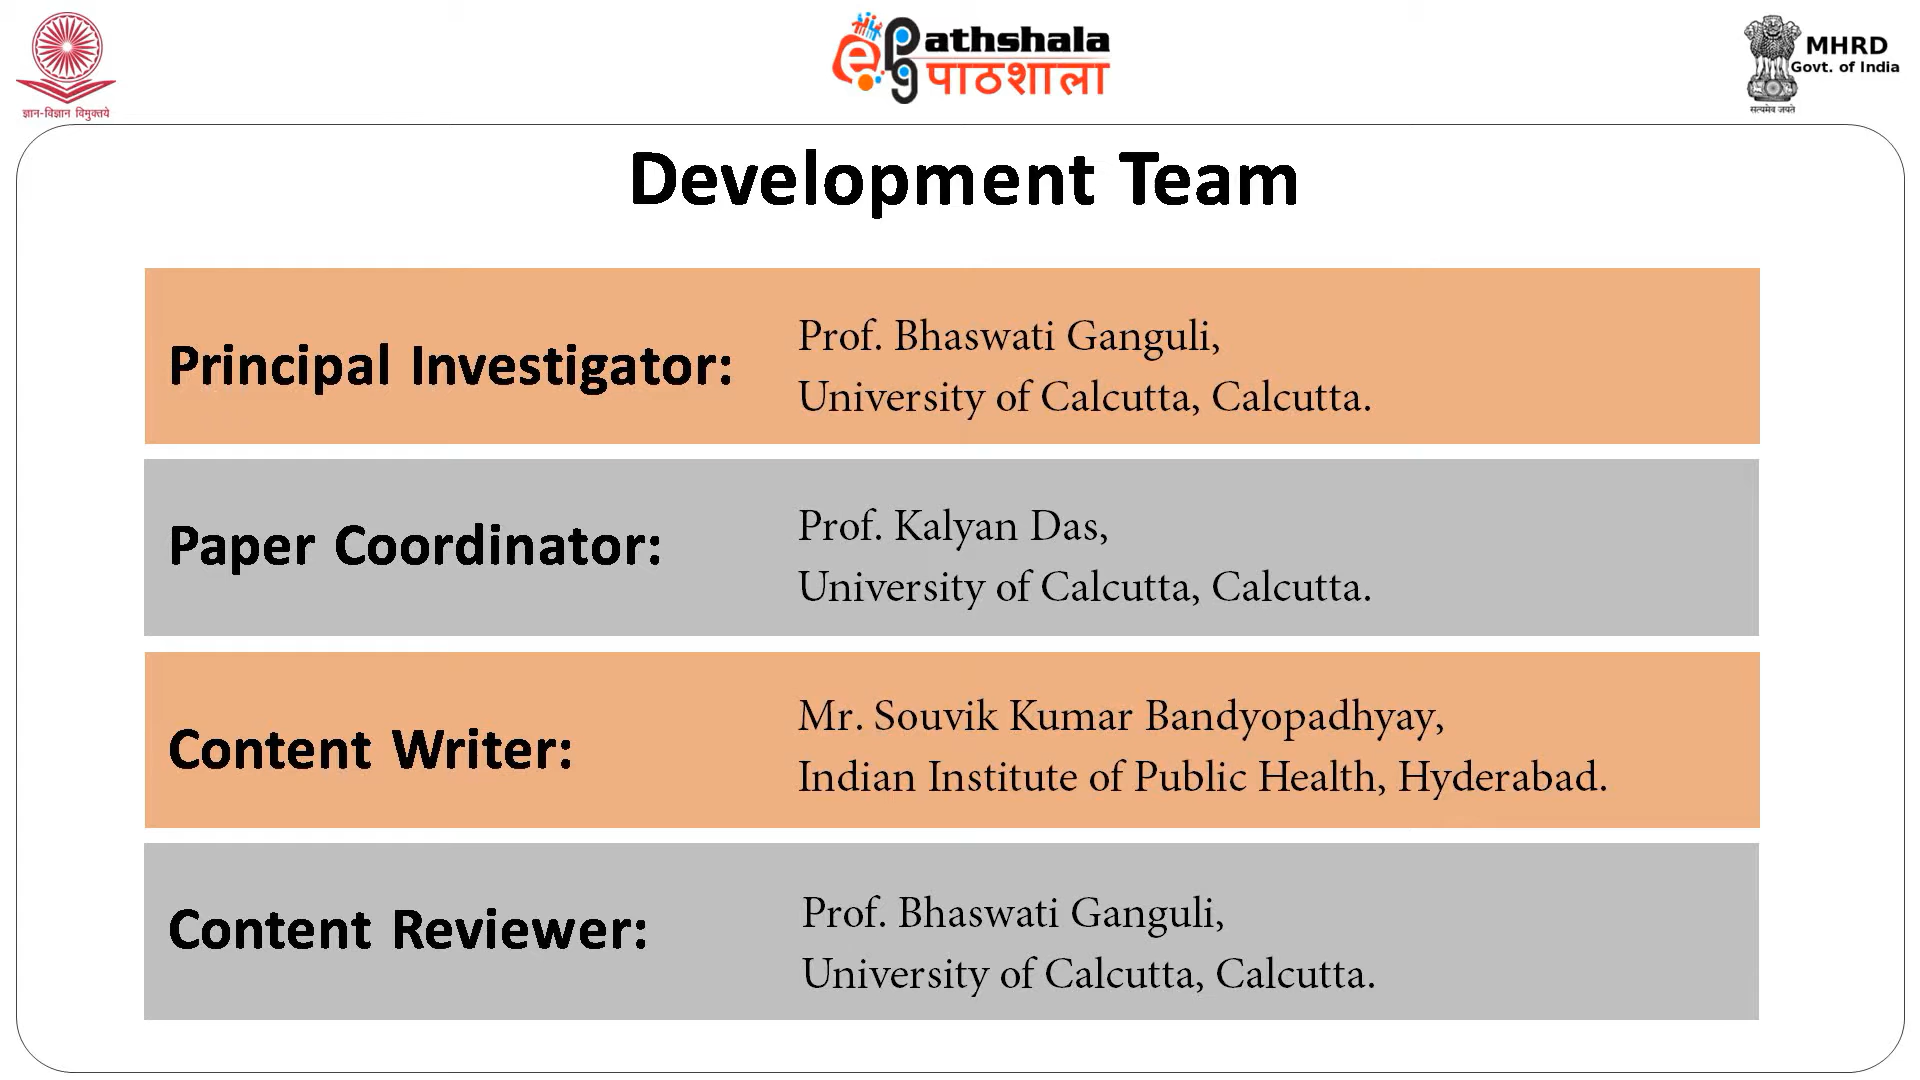 ज्ञान-विज्ञान विमुक्तये
ePG Pathshala
पाठशाला
MHRD
Govt. of India
सत्यमेव जयते
Development Team
Principal Investigator:
Prof. Bhaswati Ganguli,
University of Calcutta, Calcutta.
Paper Coordinator:
Prof. Kalyan Das,
University of Calcutta, Calcutta.
Content Writer:
Mr. Souvik Kumar Bandyopadhyay,
Indian Institute of Public Health, Hyderabad.
Content Reviewer:
Prof. Bhaswati Ganguli,
University of Calcutta, Calcutta.